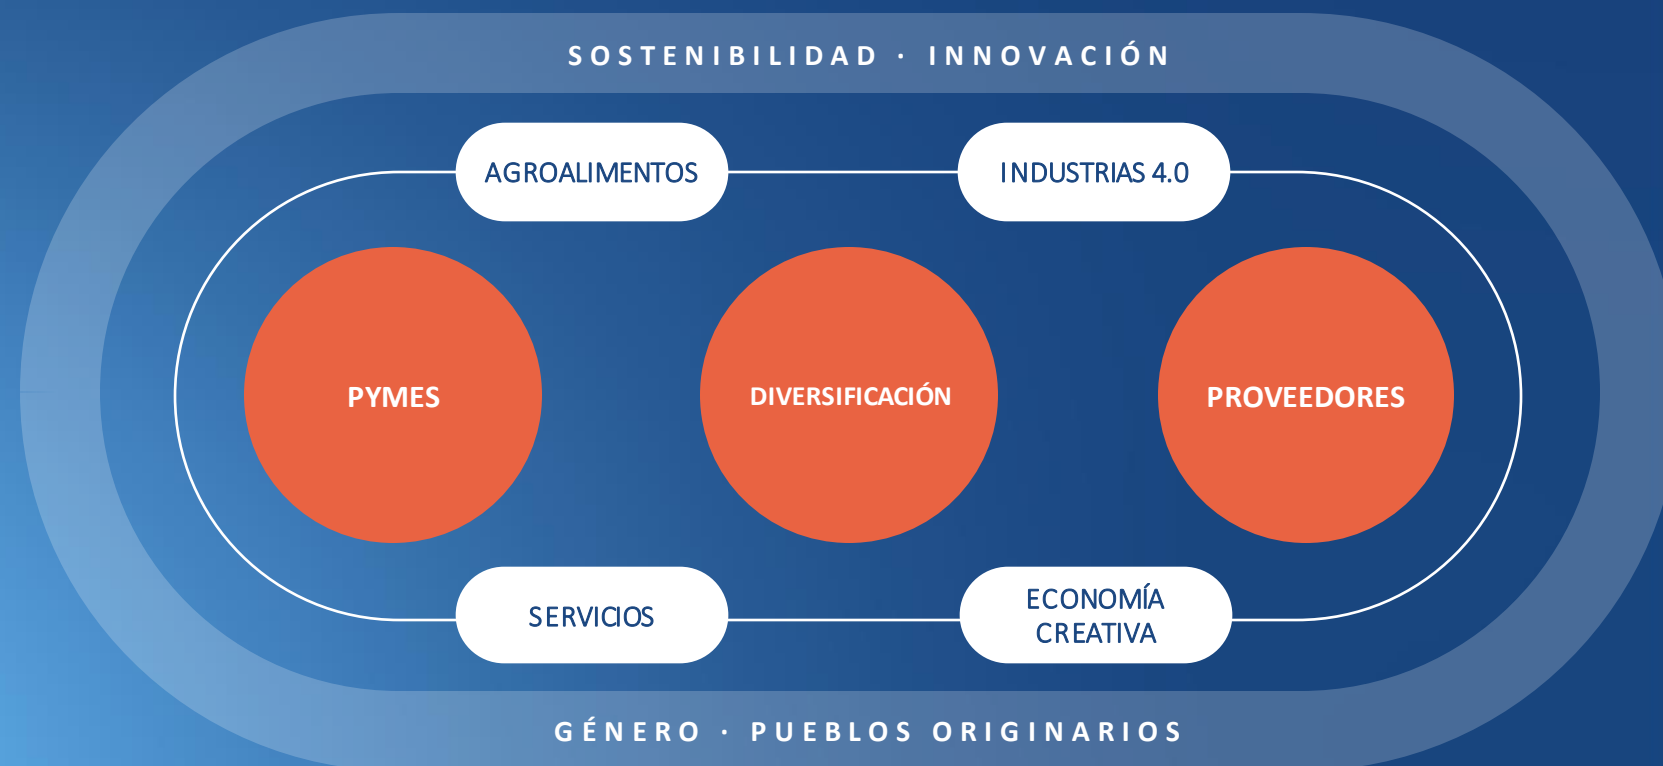 SOSTENIBILIDAD · INNOVACIÓN
AGROALIMENTOS
INDUSTRIAS 4.0
PYMES
DIVERSIFICACIÓN
PROVEEDORES
SERVICIOS
ECONOMÍA
CREATIVA
GÉNERO · PUEBLOS ORIGINARIOS